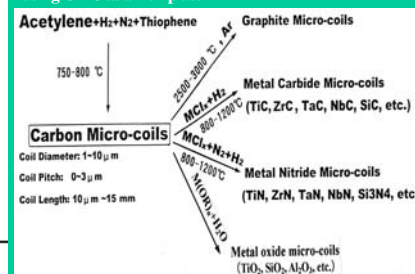 Acetylene+H2+N2+Thiophene
Graphite Micro-coils
2500-3000 ℃, Ar
750-800 ℃
Metal Carbide Micro-coils
MClx+H2
(TiC, ZrC, TaC, NbC, SiC, etc.)
800-1200℃
Carbon Micro-coils
MClx+N2+H2
Coil Diameter: 1~10μm
800-1200℃
Metal Nitride Micro-coils
Coil Pitch: 0~3μm
(TiN, ZrN, TaN, NbN, Si3N4, etc
Coil Length: 10μm ~15 mm
M(OR)x+H2O
Metal oxide micro-coils
(TiO2, SiO2, Al2O3, etc.)